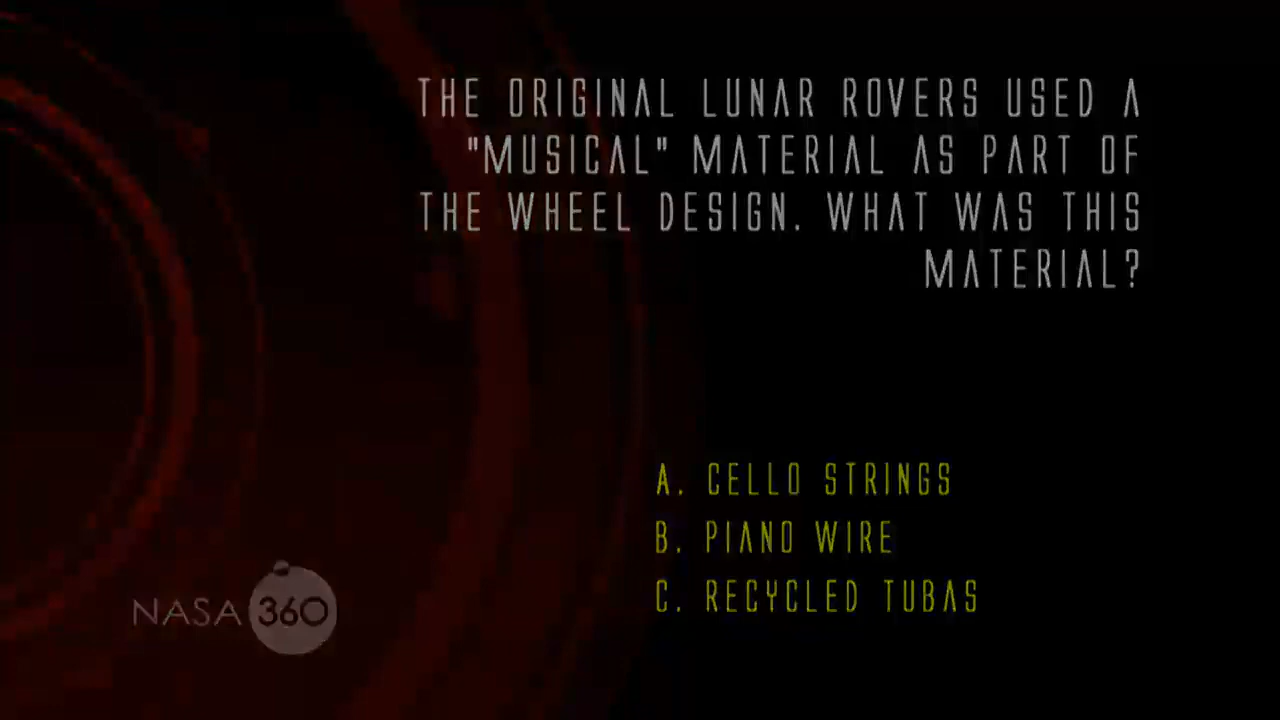 THE ORIGINAL LUNAR ROVERS USED A
"MUSICAL" MATERIAL AS PART OF
THE WHEEL DESIGN. WHAT WAS THIS
MATERIAL?
A. CELLO STRINGS
B. PIANO WIRE
C. RECYCLED TUBAS
NASA 360